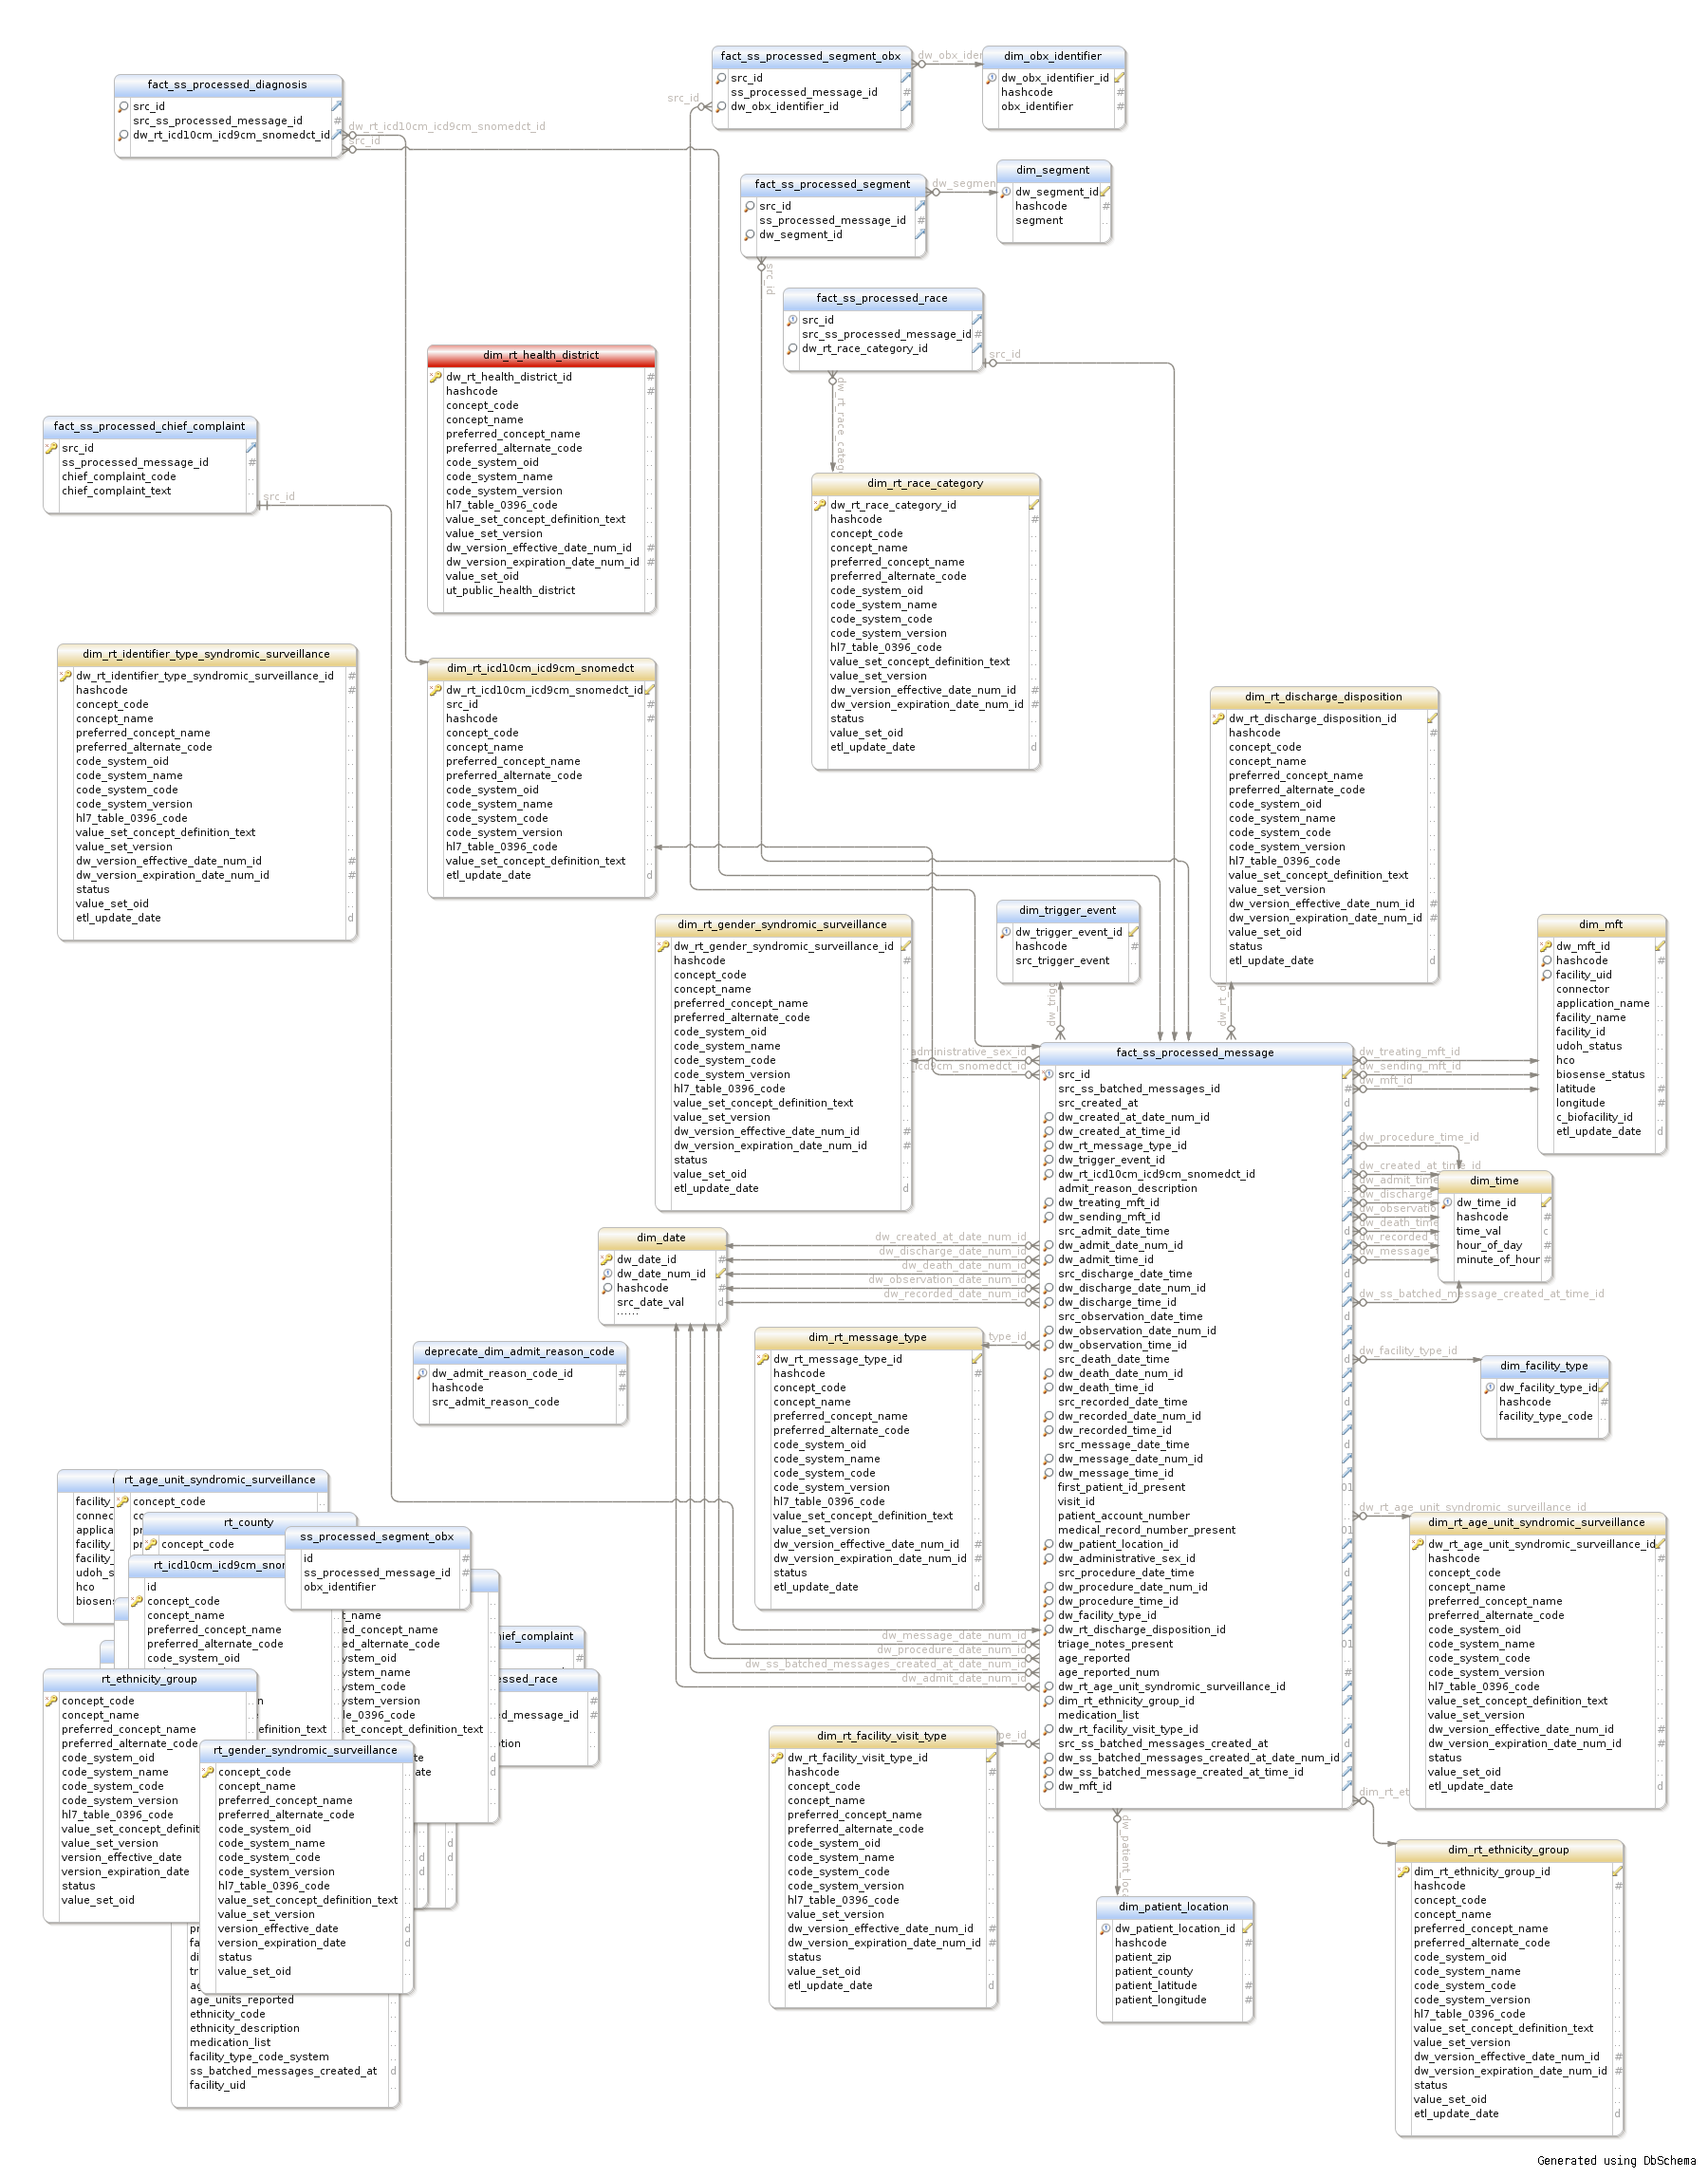 fact_ss_processed_segment_obx
src_id
ss_processed_message_id #
dw_obx_identifier_id
dw_obx_iden
dim_obx_identifier
dw_obx_identifier_id
hashcode #
obx_identifier #
src_id
fact_ss_processed_diagnosis
src_id
src_ss_processed_message_id #
dw_rt_icd10cm_icd9cm_snomedct_id
dw_rt_icd10cm_icd9cm_snomedct_id
src_id
fact_ss_processed_segment
src_id
ss_processed_message_id #
dw_segment_id
dw_segmen
dim_segment
dw_segment_id
hashcode #
segment
src_id
fact_ss_processed_race
src_id
src_ss_processed_message_id #
dw_rt_race_category_id
src_id
dw_rt_race_catego
dim_rt_health_district
dw_rt_health_district_id #
hashcode #
concept_code
concept_name
preferred_concept_name
preferred_alternate_code
code_system_oid
code_system_name
code_system_version
hl7_table_0396_code
value_set_concept_definition_text
value_set_version
dw_version_effective_date_num_id #
dw_version_expiration_date_num_id #
value_set_oid
ut_public_health_district
fact_ss_processed_chief_complaint
src_id
ss_processed_message_id #
chief_complaint_code
chief_complaint_text
src_id
dim_rt_race_category
dw_rt_race_category_id
hashcode #
concept_code
concept_name
preferred_concept_name
preferred_alternate_code
code_system_oid
code_system_name
code_system_code
code_system_version
hl7_table_0396_code
value_set_concept_definition_text
value_set_version
dw_version_effective_date_num_id #
dw_version_expiration_date_num_id #
status
value_set_oid
etl_update_date d
dim_rt_identifier_type_syndromic_surveillance
dw_rt_identifier_type_syndromic_surveillance_id #
hashcode #
concept_code
concept_name
preferred_concept_name
preferred_alternate_code
code_system_oid
code_system_name
code_system_code
code_system_version
hl7_table_0396_code
value_set_concept_definition_text
value_set_version
dw_version_effective_date_num_id #
dw_version_expiration_date_num_id #
status
value_set_oid
etl_update_date d
dim_rt_icd10cm_icd9cm_snomedct
dw_rt_icd10cm_icd9cm_snomedct_id
src_id #
hashcode #
concept_code
concept_name
preferred_concept_name
preferred_alternate_code
code_system_oid
code_system_name
code_system_code
code_system_version
hl7_table_0396_code
value_set_concept_definition_text
etl_update_date d
dim_rt_discharge_disposition
dw_rt_discharge_disposition_id
hashcode #
concept_code
concept_name
preferred_concept_name
preferred_alternate_code
code_system_oid
code_system_name
code_system_code
code_system_version
hl7_table_0396_code
value_set_concept_definition_text
value_set_version
dw_version_effective_date_num_id #
dw_version_expiration_date_num_id #
value_set_oid
status
etl_update_date d
dim_rt_gender_syndromic_surveillance
dw_rt_gender_syndromic_surveillance_id
hashcode #
concept_code
concept_name
preferred_concept_name
preferred_alternate_code
code_system_oid
code_system_name
code_system_code
code_system_version
hl7_table_0396_code
value_set_concept_definition_text
value_set_version
dw_version_effective_date_num_id #
dw_version_expiration_date_num_id #
status
value_set_oid
etl_update_date d
dim_trigger_event
dw_trigger_event_id
hashcode #
src_trigger_event
dw_trigg
dw_rt_di
dim_mft
dw_mft_id
hashcode #
facility_uid
connector
application_name
facility_name
facility_id
udoh_status
hco
biosense_status
latitude #
longitude #
c_biofacility_id
etl_update_date d
administrative_sex_id
icd9cm_snomedct_id
fact_ss_processed_message
src_id
src_ss_batched_messages_id #
src_created_at d
dw_created_at_date_num_id
dw_created_at_time_id
dw_rt_message_type_id
dw_trigger_event_id
dw_rt_icd10cm_icd9cm_snomedct_id
admit_reason_description
dw_treating_mft_id
dw_sending_mft_id
src_admit_date_time d
dw_admit_date_num_id
dw_admit_time_id
src_discharge_date_time d
dw_discharge_date_num_id
dw_discharge_time_id
src_observation_date_time d
dw_observation_date_num_id
dw_observation_time_id
src_death_date_time d
dw_death_date_num_id
dw_death_time_id
src_recorded_date_time d
dw_recorded_date_num_id
dw_recorded_time_id
src_message_date_time d
dw_message_date_num_id
dw_message_time_id
first_patient_id_present 01
visit_id
patient_account_number
medical_record_number_present 01
dw_patient_location_id
dw_administrative_sex_id
src_procedure_date_time d
dw_procedure_date_num_id
dw_procedure_time_id
dw_facility_type_id
dw_rt_discharge_disposition_id
triage_notes_present 01
age_reported
age_reported_num #
dw_rt_age_unit_syndromic_surveillance_id
dim_rt_ethnicity_group_id
medication_list
dw_rt_facility_visit_type_id
src_ss_batched_messages_created_at d
dw_ss_batched_messages_created_at_date_num_id
dw_ss_batched_message_created_at_time_id
dw_mft_id
dw_treating_mft_id
dw_sending_mft_id
dw_mft_id
dw_procedure_time_id
dw_created_at_time_id
dw_admit_time
dw_discharge
dw_observatio
dw_death_time
dw_recorded_t
dw_message
dw_ss_batched_message_created_at_time_id
dim_time
dw_time_id
hashcode #
time_val c
hour_of_day #
minute_of_hour #
dim_date
dw_date_id #
dw_date_num_id
hashcode #
src_date_val d
......
dw_created_at_date_num_id
dw_discharge_date_num_id
dw_death_date_num_id
dw_observation_date_num_id
dw_recorded_date_num_id
deprecate_dim_admit_reason_code
dw_admit_reason_code_id #
hashcode #
src_admit_reason_code
dim_rt_message_type
dw_rt_message_type_id
hashcode #
concept_code
concept_name
preferred_concept_name
preferred_alternate_code
code_system_oid
code_system_name
code_system_code
code_system_version
hl7_table_0396_code
value_set_concept_definition_text
value_set_version
dw_version_effective_date_num_id #
dw_version_expiration_date_num_id #
status
etl_update_date d
type_id
dw_facility_type_id
dim_facility_type
dw_facility_type_id
hashcode #
facility_type_code
dw_rt_age_unit_syndromic_surveillance_id
dim_rt_age_unit_syndromic_surveillance
dw_rt_age_unit_syndromic_surveillance_id
hashcode #
concept_code
concept_name
preferred_concept_name
preferred_alternate_code
code_system_oid
code_system_name
code_system_code
code_system_version
hl7_table_0396_code
value_set_concept_definition_text
value_set_version
dw_version_effective_date_num_id #
dw_version_expiration_date_num_id #
status
value_set_oid
etl_update_date d
dw_message_date_num_id
dw_procedure_date_num_id
dw_ss_batched_messages_created_at_date_num_id
dw_admit_date_num_id
rt_age_unit_syndromic_surveillance
concept_code
facility_
connec
applica
facility_
facility_
udoh_s
hco
biosens
rt_county
concept_code
rt_icd10cm_icd9cm_snom
id
concept_code
concept_name
preferred_concept_name
preferred_alternate_code
code_system_oid
ss_processed_segment_obx
id #
ss_processed_message_id #
obx_identifier
t_name
ed_concept_name
ed_alternate_code
ystem_oid
ystem_name
ystem_code
ystem_version
le_0396_code
et_concept_definition_text
hief_complaint
essed_race
ed_message_id #
ption
rt_ethnicity_group
concept_code
concept_name
preferred_concept_name
preferred_alternate_code
code_system_oid
code_system_name
code_system_code
code_system_version
hl7_table_0396_code
value_set_concept_definit
value_set_version
version_effective_date
version_expiration_date
status
value_set_oid
efinition_text
rt_gender_syndromic_surveillance
concept_code
concept_name
preferred_concept_name
preferred_alternate_code
code_system_oid
code_system_name
code_system_code
code_system_version
hl7_table_0396_code
value_set_concept_definition_text
value_set_version
version_effective_date d
version_expiration_date d
status
value_set_oid
age_units_reported
ethnicity_code
ethnicity_description
medication_list
facility_type_code_system
ss_batched_messages_created_at d
facility_uid
dim_rt_facility_visit_type
dw_rt_facility_visit_type_id
hashcode #
concept_code
concept_name
preferred_concept_name
preferred_alternate_code
code_system_oid
code_system_name
code_system_code
code_system_version
hl7_table_0396_code
value_set_version
dw_version_effective_date_num_id #
dw_version_expiration_date_num_id #
status
value_set_oid
etl_update_date d
pe_id
dw_patient_loca
dim_patient_location
dw_patient_location_id
hashcode #
patient_zip
patient_county
patient_latitude #
patient_longitude #
dim_rt_et
dim_rt_ethnicity_group
dim_rt_ethnicity_group_id
hashcode #
concept_code
concept_name
preferred_concept_name
preferred_alternate_code
code_system_oid
code_system_name
code_system_code
code_system_version
hl7_table_0396_code
value_set_concept_definition_text
value_set_version
dw_version_effective_date_num_id #
dw_version_expiration_date_num_id #
status
value_set_oid
etl_update_date d
Generated using DbSchema